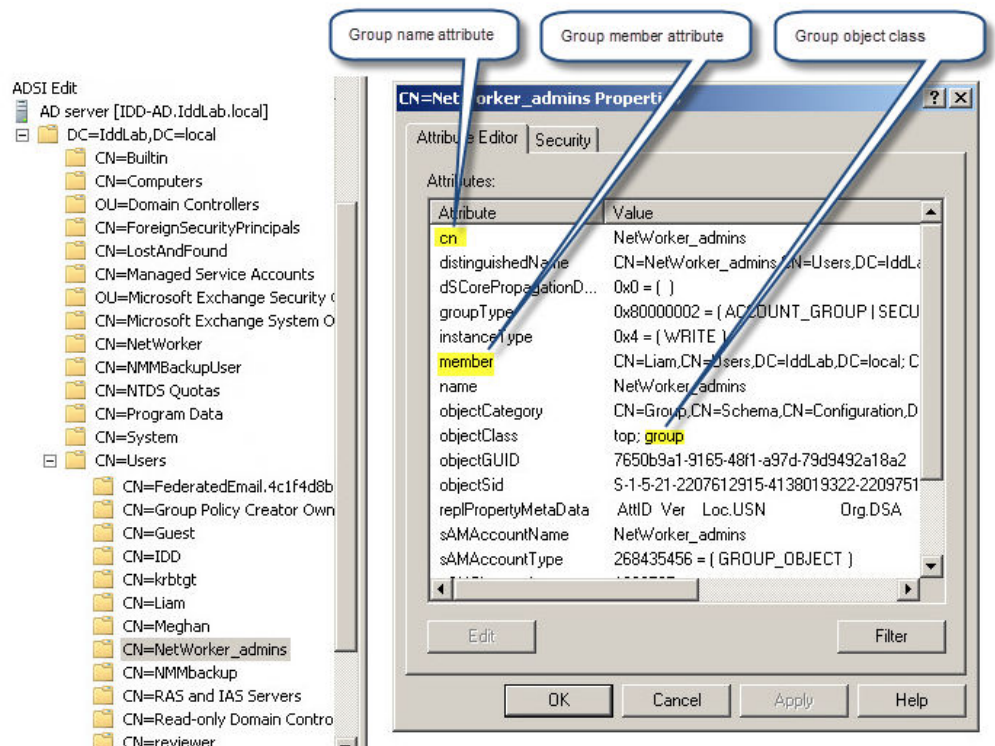 Group name attribute
Group member attribute
Group object class
ADSI Edit
AD server [IDD-AD.IddLab.local]
DC=IddLab,DC=local
CN=Builtin
CN=Computers
OU=Domain Controllers
CN=ForeignSecurityPrincipals
CN=LostAndFound
CN=Managed Service Accounts
OU=Microsoft Exchange Security
CN=Microsoft Exchange System O
CN=NetWorker
CN=NMMBackupUser
CN=NTDS Quotas
CN=Program Data
CN=System
CN=Users
CN=FederatedEmail.4c1f4d8b
CN=Group Policy Creator Own
CN=Guest
CN=IDD
CN=krbtgt
CN=Liam
CN=Meghan
CN=NetWorker_admins
CN=NMMbackup
CN=RAS and IAS Servers
CN=Read-only Domain Contro
CN=reviewer
CN=NetWorker_admins Properties
Attribute Editor
Security
Attributes:
Attribute Value
cn NetWorker_admins
distinguishedName CN=NetWorker_admins,CN=Users,DC=IddLa
dSCorePropagationD... 0x0 = ( )
groupType 0x80000002 = ( ACCOUNT_GROUP | SECU
instanceType 0x4 = ( WRITE )
member CN=Liam,CN=Users,DC=IddLab,DC=local; C
name NetWorker_admins
objectCategory CN=Group,CN=Schema,CN=Configuration,D
objectClass top; group
objectGUID 7650b9a1-9165-48f1-a97d-79d9492a18a2
objectSid S-1-5-21-2207612915-4138019322-2209751
replPropertyMetaData AttID Ver Loc.USN Org.DSA
sAMAccountName NetWorker_admins
sAMAccountType 268435456 = ( GROUP_OBJECT )
Edit
Filter
OK
Cancel
Apply
Help